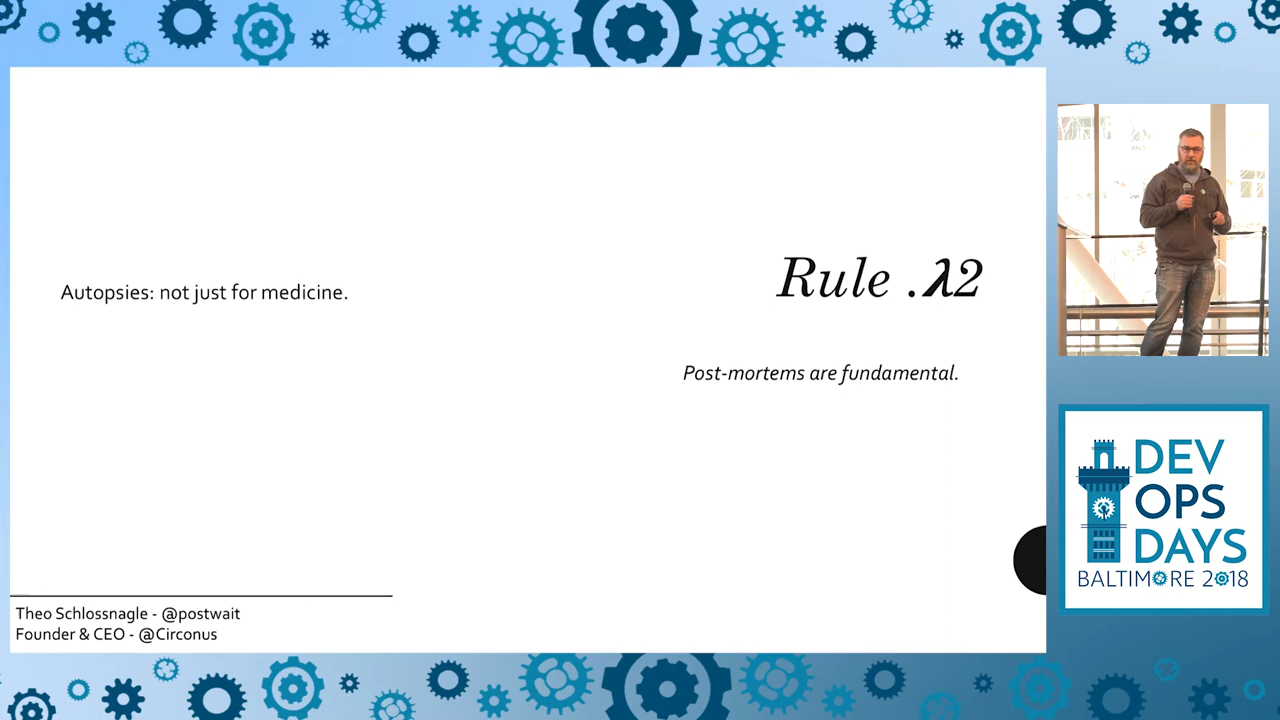 Autopsies: not just for medicine.
Rule .λ2
Post-mortems are fundamental.
Theo Schlossnagle - @postwait
Founder & CEO - @Circonus
DEV
OPS
DAYS
BALTIMORE 2018